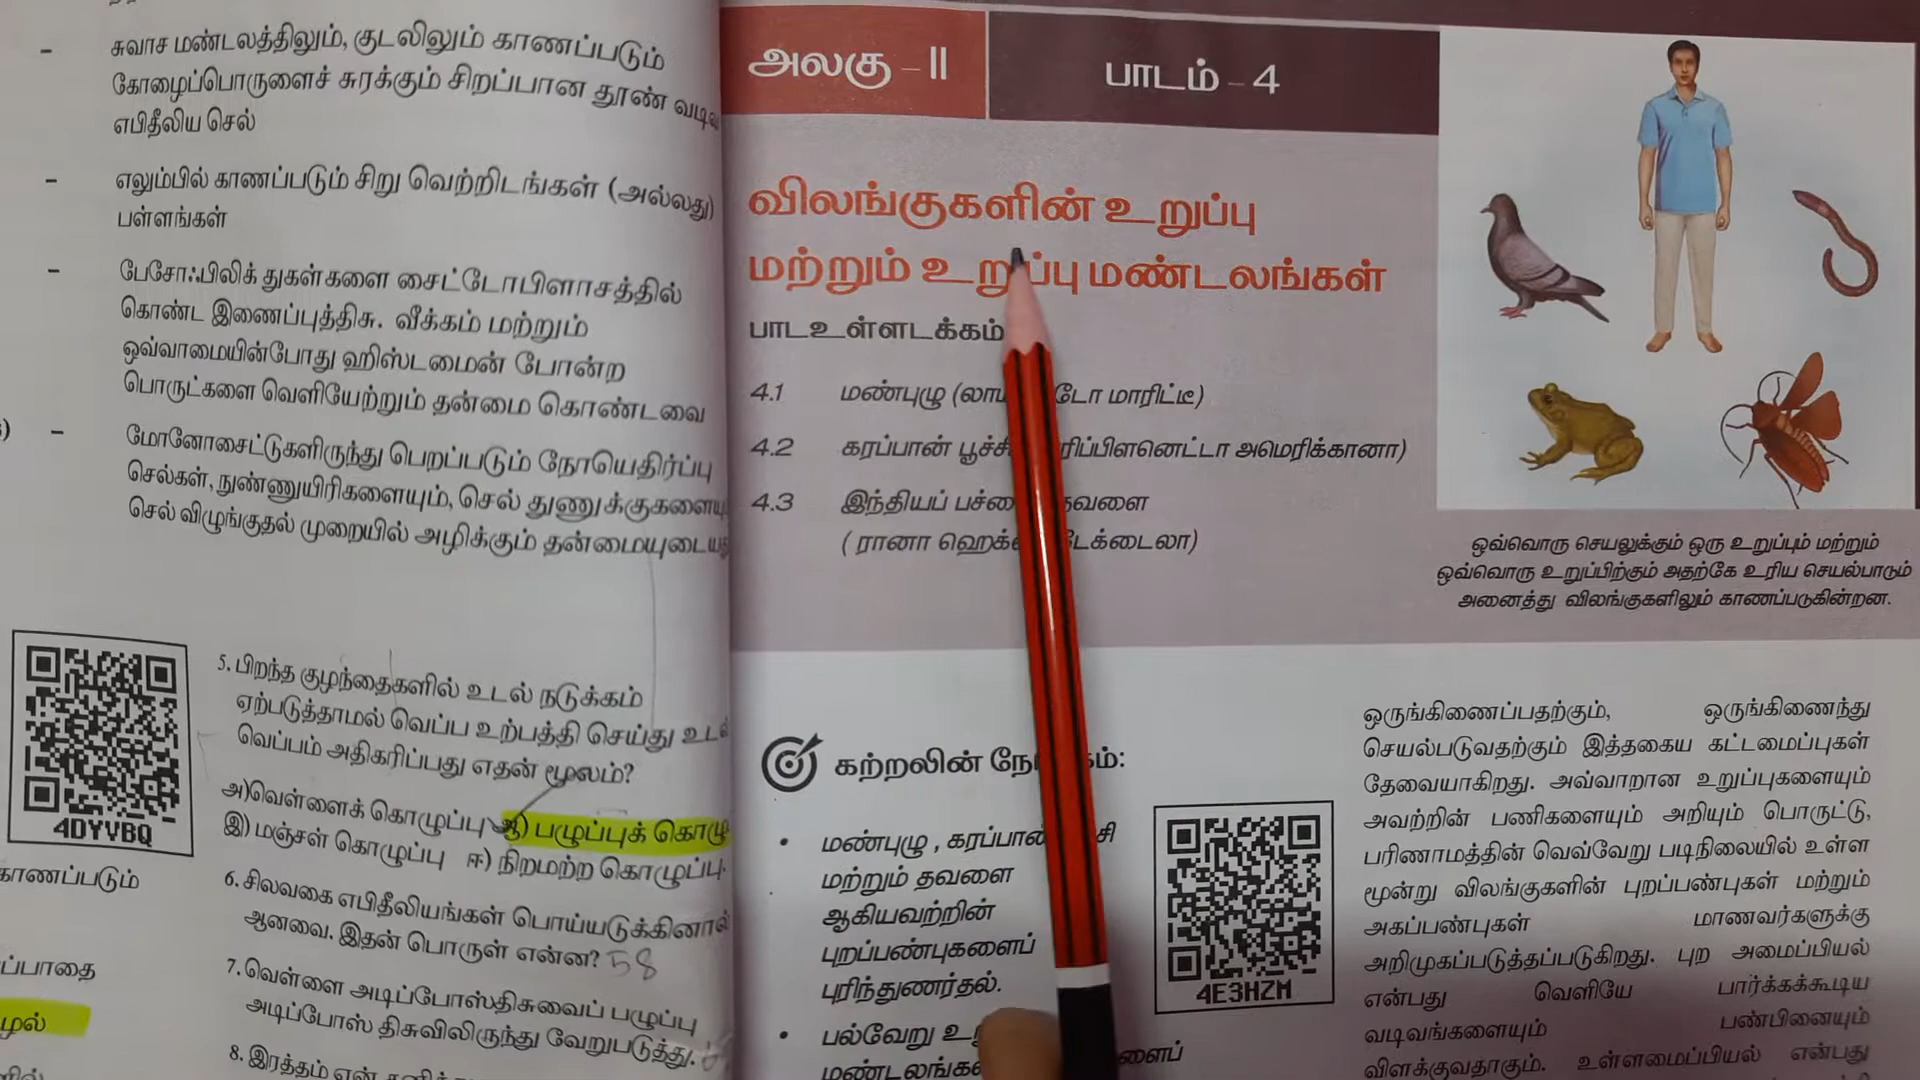 சுவாச மண்டலத்திலும், குடலிலும் காணப்படும்
கோழைப்பொருளைச் சுரக்கும் சிறப்பான தூண்
எபிதீலிய செல்
எலும்பில் காணப்படும் சிறு வெற்றிடங்கள் (அல்லது)
பள்ளங்கள்
பேசோஃபிலிக் துகள்களை சைட்டோபிளாசத்தில்
கொண்ட இணைப்புத்திசு. வீக்கம் மற்றும்
ஒவ்வாமையின்போது ஹிஸ்டமைன் போன்ற
பொருட்களை வெளியேற்றும் தன்மை கொண்டவை
மோனோசைட்டுகளிலிருந்து பெறப்படும் நோயெதிர்ப்பு
செல்கள், நுண்ணுயிரிகளையும், செல்
செல் விழுங்குதல் முறையில் அழிக்கும்
4DYVBQ
காணப்படும்
5. பிறந்த குழந்தைகளில் உடல் நடுக்கம்
ஏற்படுத்தாமல் வெப்ப உற்பத்தி செய்து
வெப்பம் அதிகரிப்பது எதன் மூலம்?
அ)வெள்ளைக் கொழுப்பு ஆ) பழுப்புக்
இ) மஞ்சள் கொழுப்பு ஈ) நிறமற்ற கொழுப்பு.
6. சிலவகை எபிதீலியங்கள் பொய்யடுக்கினால்
ஆனவை. இதன் பொருள் என்ன? 58
7. வெள்ளை அடிப்போஸ்திசுவைப் பழுப்பு
அடிப்போஸ் திசுவிலிருந்து வேறுபடுத்து.
8. இரத்தம் ஏன்
அலகு - II
பாடம் - 4
விலங்குகளின் உறுப்பு
மற்றும் உறுப்பு மண்டலங்கள்
பாடஉள்ளடக்கம்
4.1 மண்புழு மாரிட்டீ)
4.2 கரப்பான் அமெரிக்கானா)
4.3 இந்தியப்
( ரானா
ஒவ்வொரு செயலுக்கும் ஒரு உறுப்பும் மற்றும்
ஒவ்வொரு உறுப்பிற்கும் அதற்கே உரிய செயல்பாடும்
அனைத்து விலங்குகளிலும் காணப்படுகின்றன.
கற்றலின்
• மண்புழு , கரப்பான்
மற்றும் தவளை
ஆகியவற்றின்
புறப்பண்புகளைப்
புரிந்துணர்தல்.
• பல்வேறு
4E3HZM
ஒருங்கிணைப்பதற்கும், ஒருங்கிணைந்து
செயல்படுவதற்கும் இத்தகைய கட்டமைப்புகள்
தேவையாகிறது. அவ்வாறான உறுப்புகளையும்
அவற்றின் பணிகளையும் அறியும் பொருட்டு,
பரிணாமத்தின் வெவ்வேறு படிநிலையில் உள்ள
மூன்று விலங்குகளின் புறப்பண்புகள் மற்றும்
அகப்பண்புகள் மாணவர்களுக்கு
அறிமுகப்படுத்தப்படுகிறது. புற அமைப்பியல்
என்பது வெளியே பார்க்கக்கூடிய
வடிவங்களையும் பண்பினையும்
விளக்குவதாகும். உள்ளமைப்பியல் என்பது